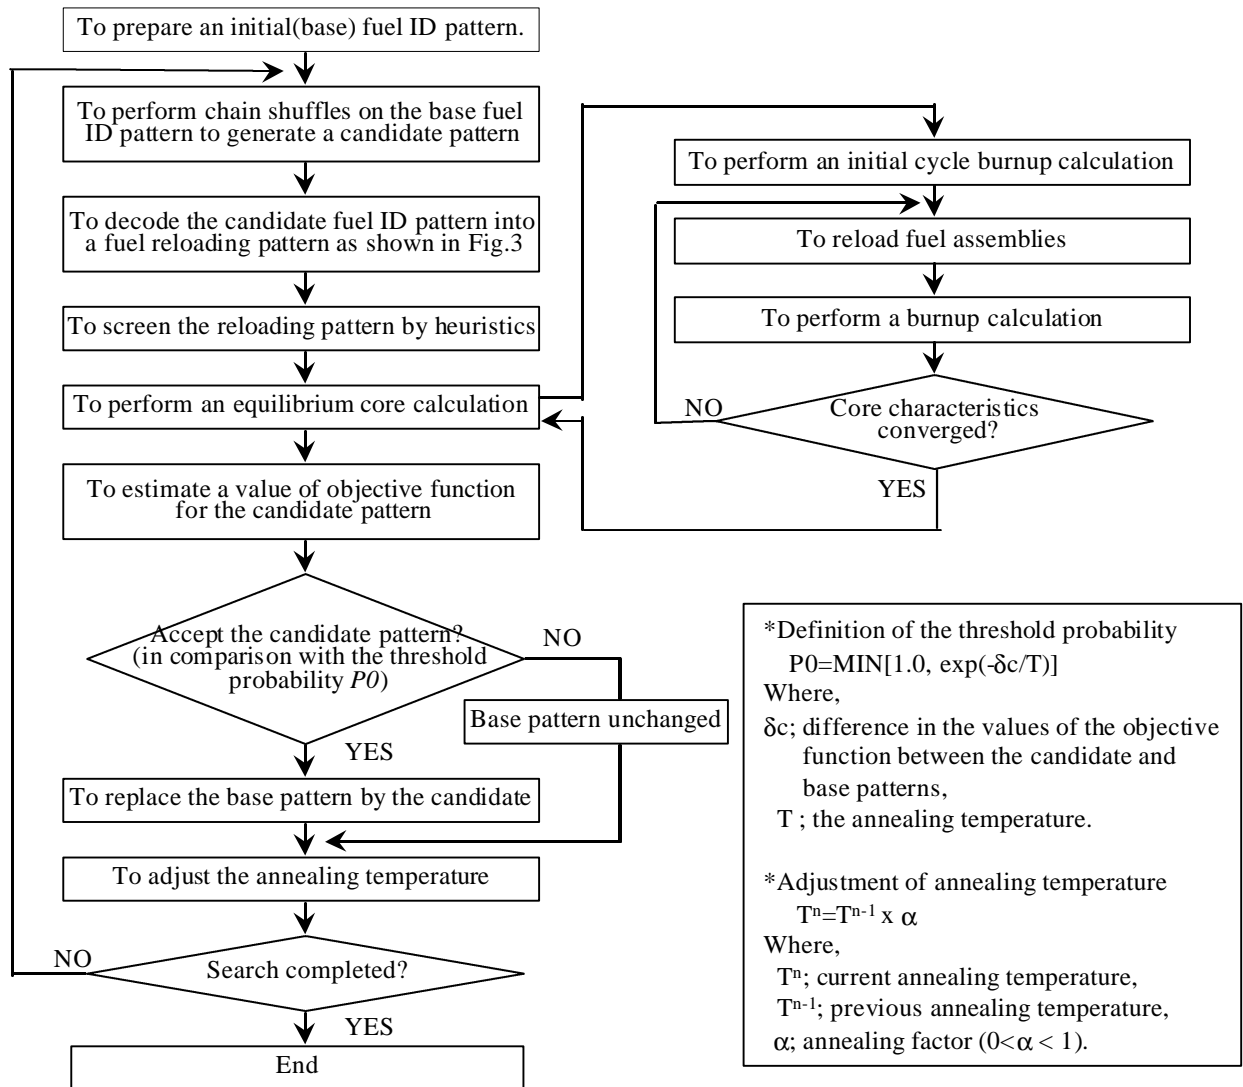 To prepare an initial(base) fuel ID pattern.
To perform chain shuffles on the base fuel
ID pattern to generate a candidate pattern
To decode the candidate fuel ID pattern into
a fuel reloading pattern as shown in Fig.3
To screen the reloading pattern by heuristics
To perform an equilibrium core calculation
To estimate a value of objective function
for the candidate pattern
Accept the candidate pattern?
(in comparison with the threshold
probability P0)
NO
Base pattern unchanged
YES
To replace the base pattern by the candidate
To adjust the annealing temperature
NO
Search completed?
YES
End
To perform an initial cycle burnup calculation
To reload fuel assemblies
To perform a burnup calculation
NO
Core characteristics
converged?
YES
*Definition of the threshold probability
P0=MIN[1.0, exp(-δc/T)]
Where,
δc; difference in the values of the objective
function between the candidate and
base patterns,
T ; the annealing temperature.
*Adjustment of annealing temperature
Tⁿ=Tⁿ⁻¹ x α
Where,
Tⁿ; current annealing temperature,
Tⁿ⁻¹; previous annealing temperature,
α; annealing factor (0<α < 1).